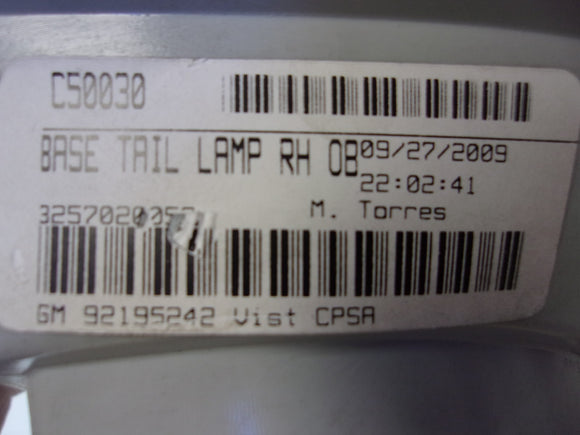 C50030
BASE TAIL LAMP RH OB 09/27/2009
22:02:41
M. Torres
GM 92195242 Vist CPSA